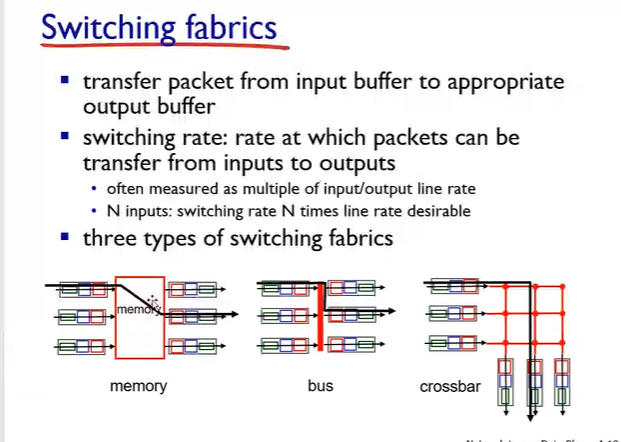 Switching fabrics
▪ transfer packet from input buffer to appropriate
output buffer
▪ switching rate: rate at which packets can be
transfer from inputs to outputs
• often measured as multiple of input/output line rate
• N inputs: switching rate N times line rate desirable
▪ three types of switching fabrics
memory
memory
bus
crossbar